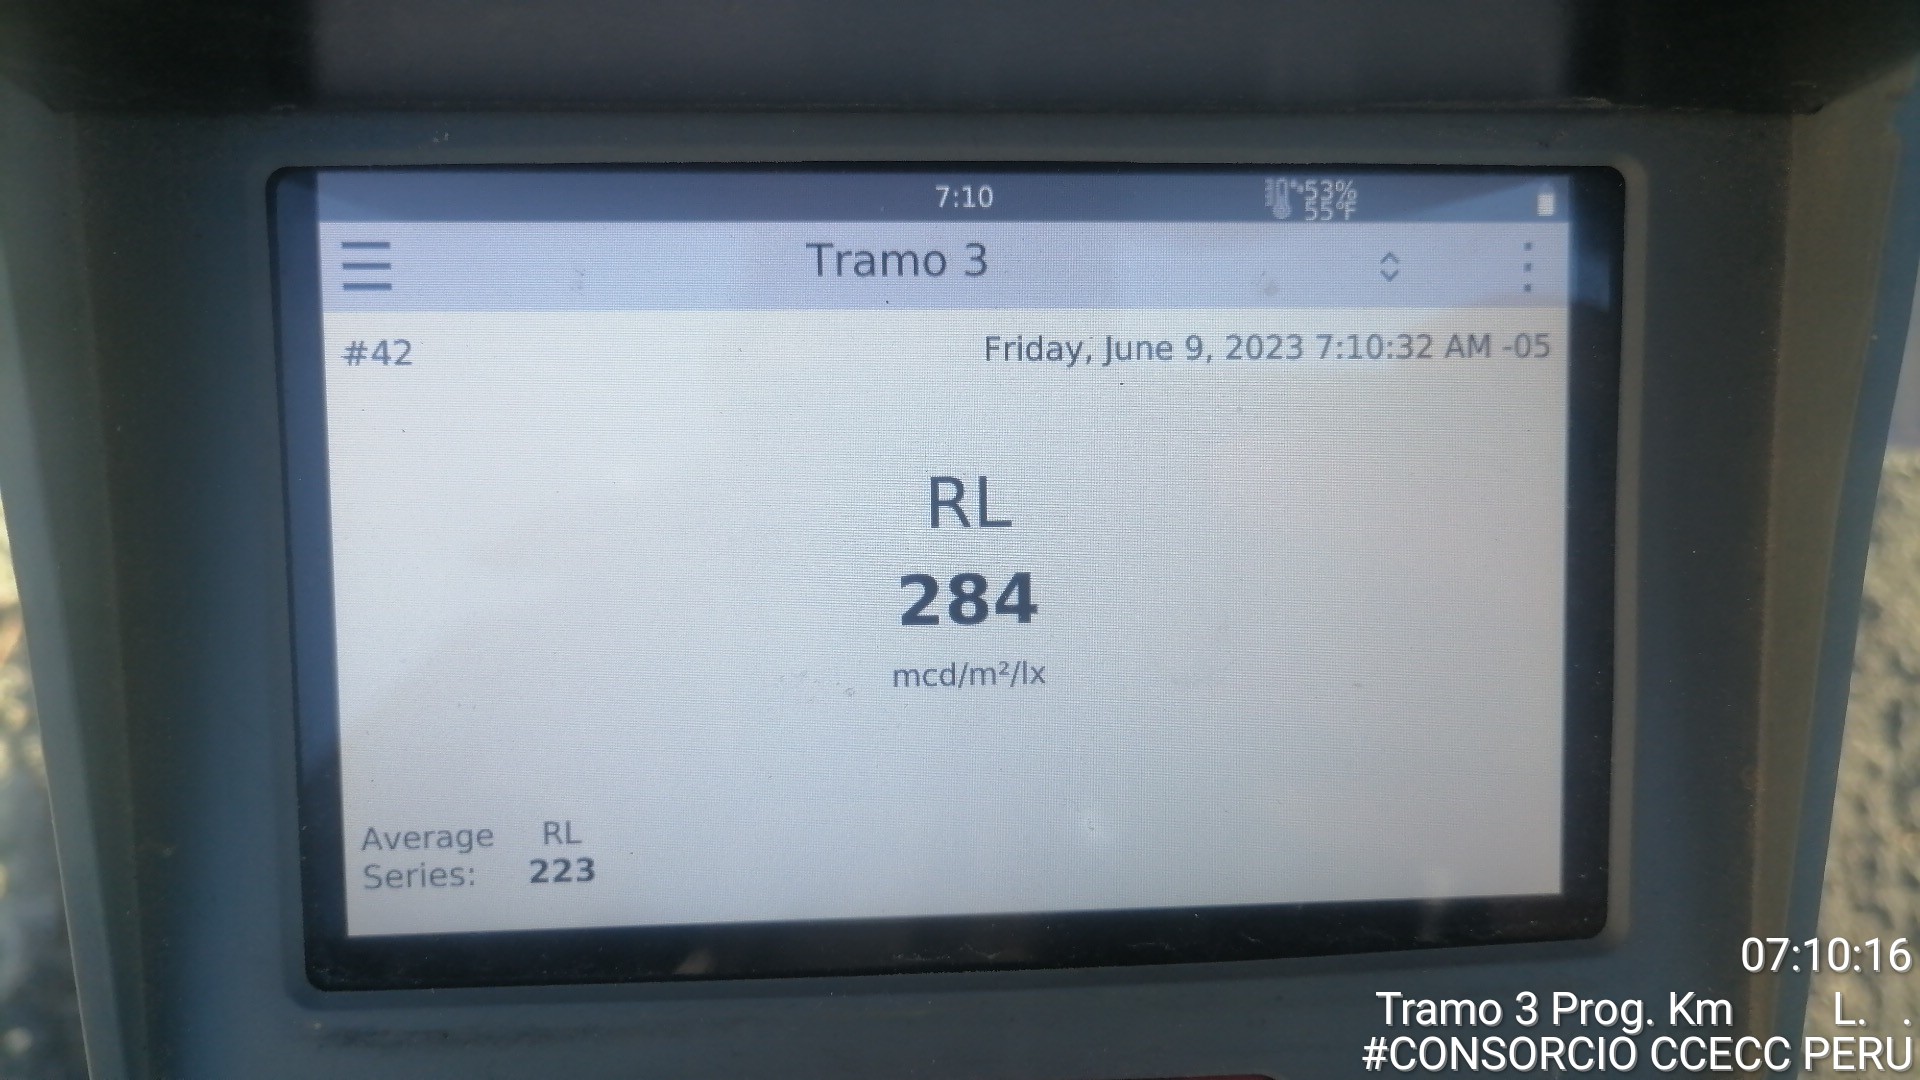 7:10
53%
55°F
Tramo 3
#42
Friday, June 9, 2023 7:10:32 AM -05
RL
284
mcd/m²/lx
Average RL
Series: 223
07:10:16
Tramo 3 Prog. Km L. .
#CONSORCIO CCECC PERU